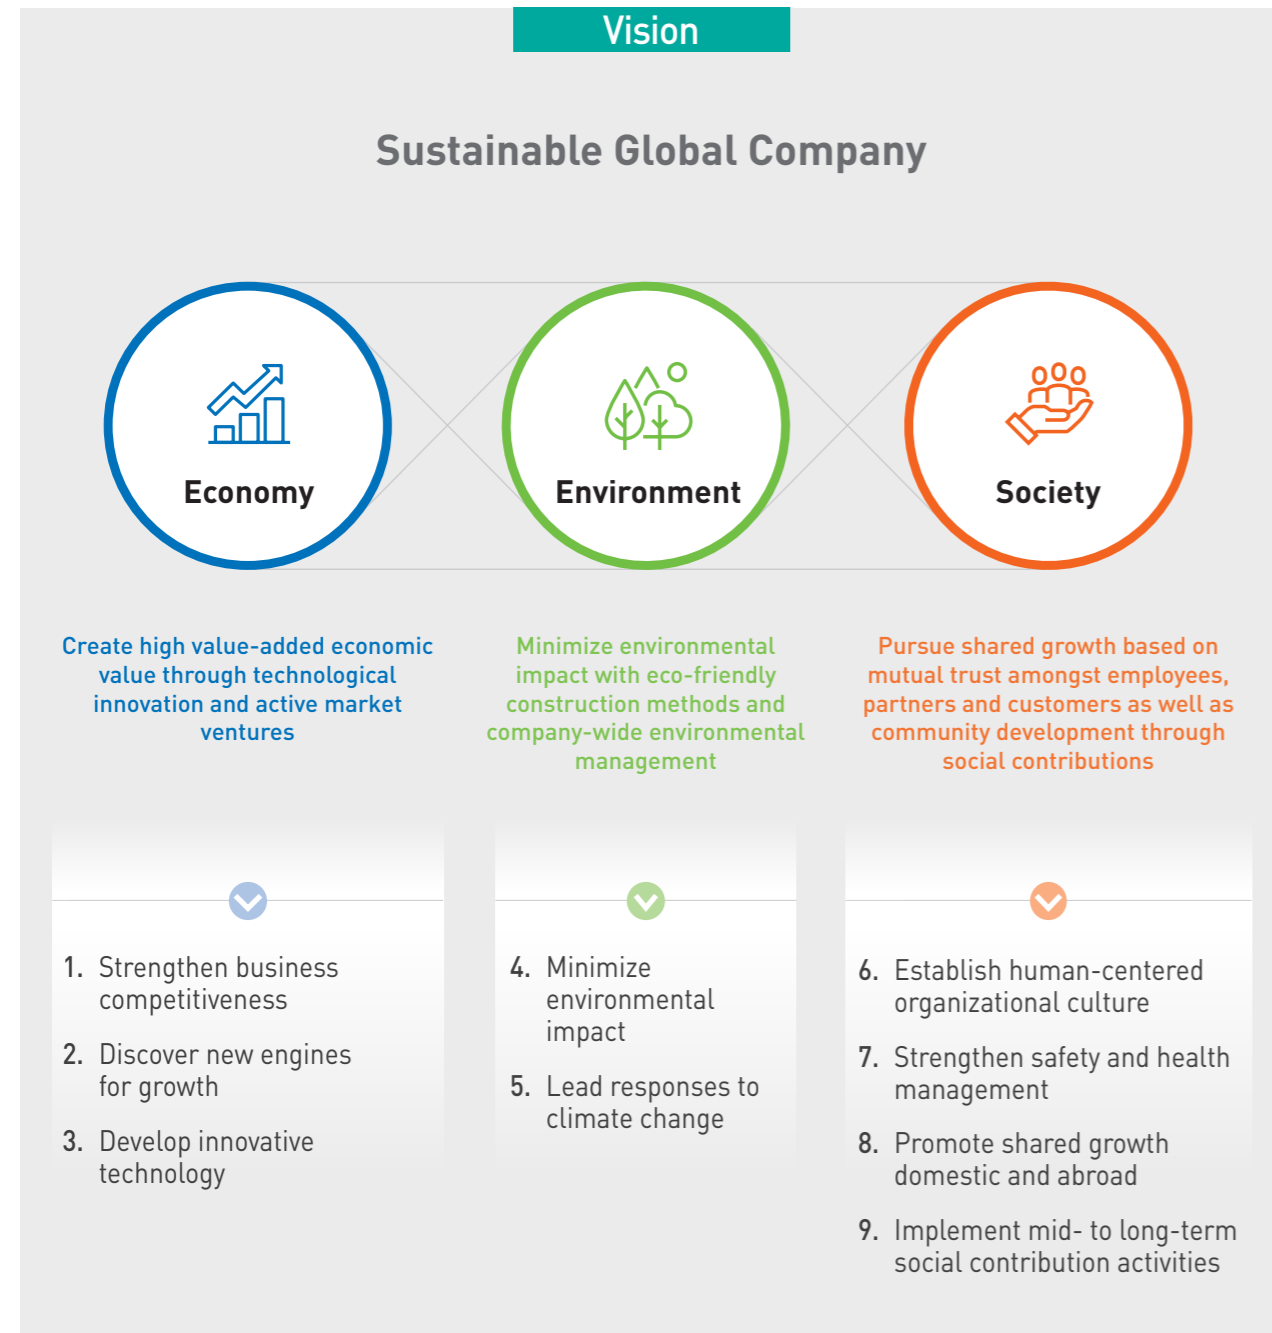 Vision
Sustainable Global Company
Economy
Environment
Society
Create high value-added economic
value through technological
innovation and active market
ventures
Minimize environmental
impact with eco-friendly
construction methods and
company-wide environmental
management
Pursue shared growth based on
mutual trust amongst employees,
partners and customers as well as
community development through
social contributions
1. Strengthen business
competitiveness
2. Discover new engines
for growth
3. Develop innovative
technology
4. Minimize
environmental
impact
5. Lead responses to
climate change
6. Establish human-centered
organizational culture
7. Strengthen safety and health
management
8. Promote shared growth
domestic and abroad
9. Implement mid- to long-term
social contribution activities